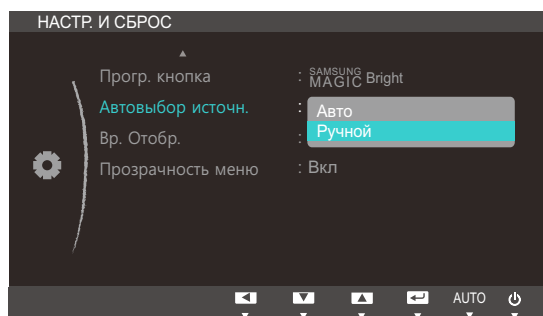 НАСТР. И СБРОС
Прогр. кнопка : SAMSUNG MAGIC Bright
Автовыбор источн. : Авто
Ручной
Вр. Отобр. :
Прозрачность меню : Вкл
AUTO